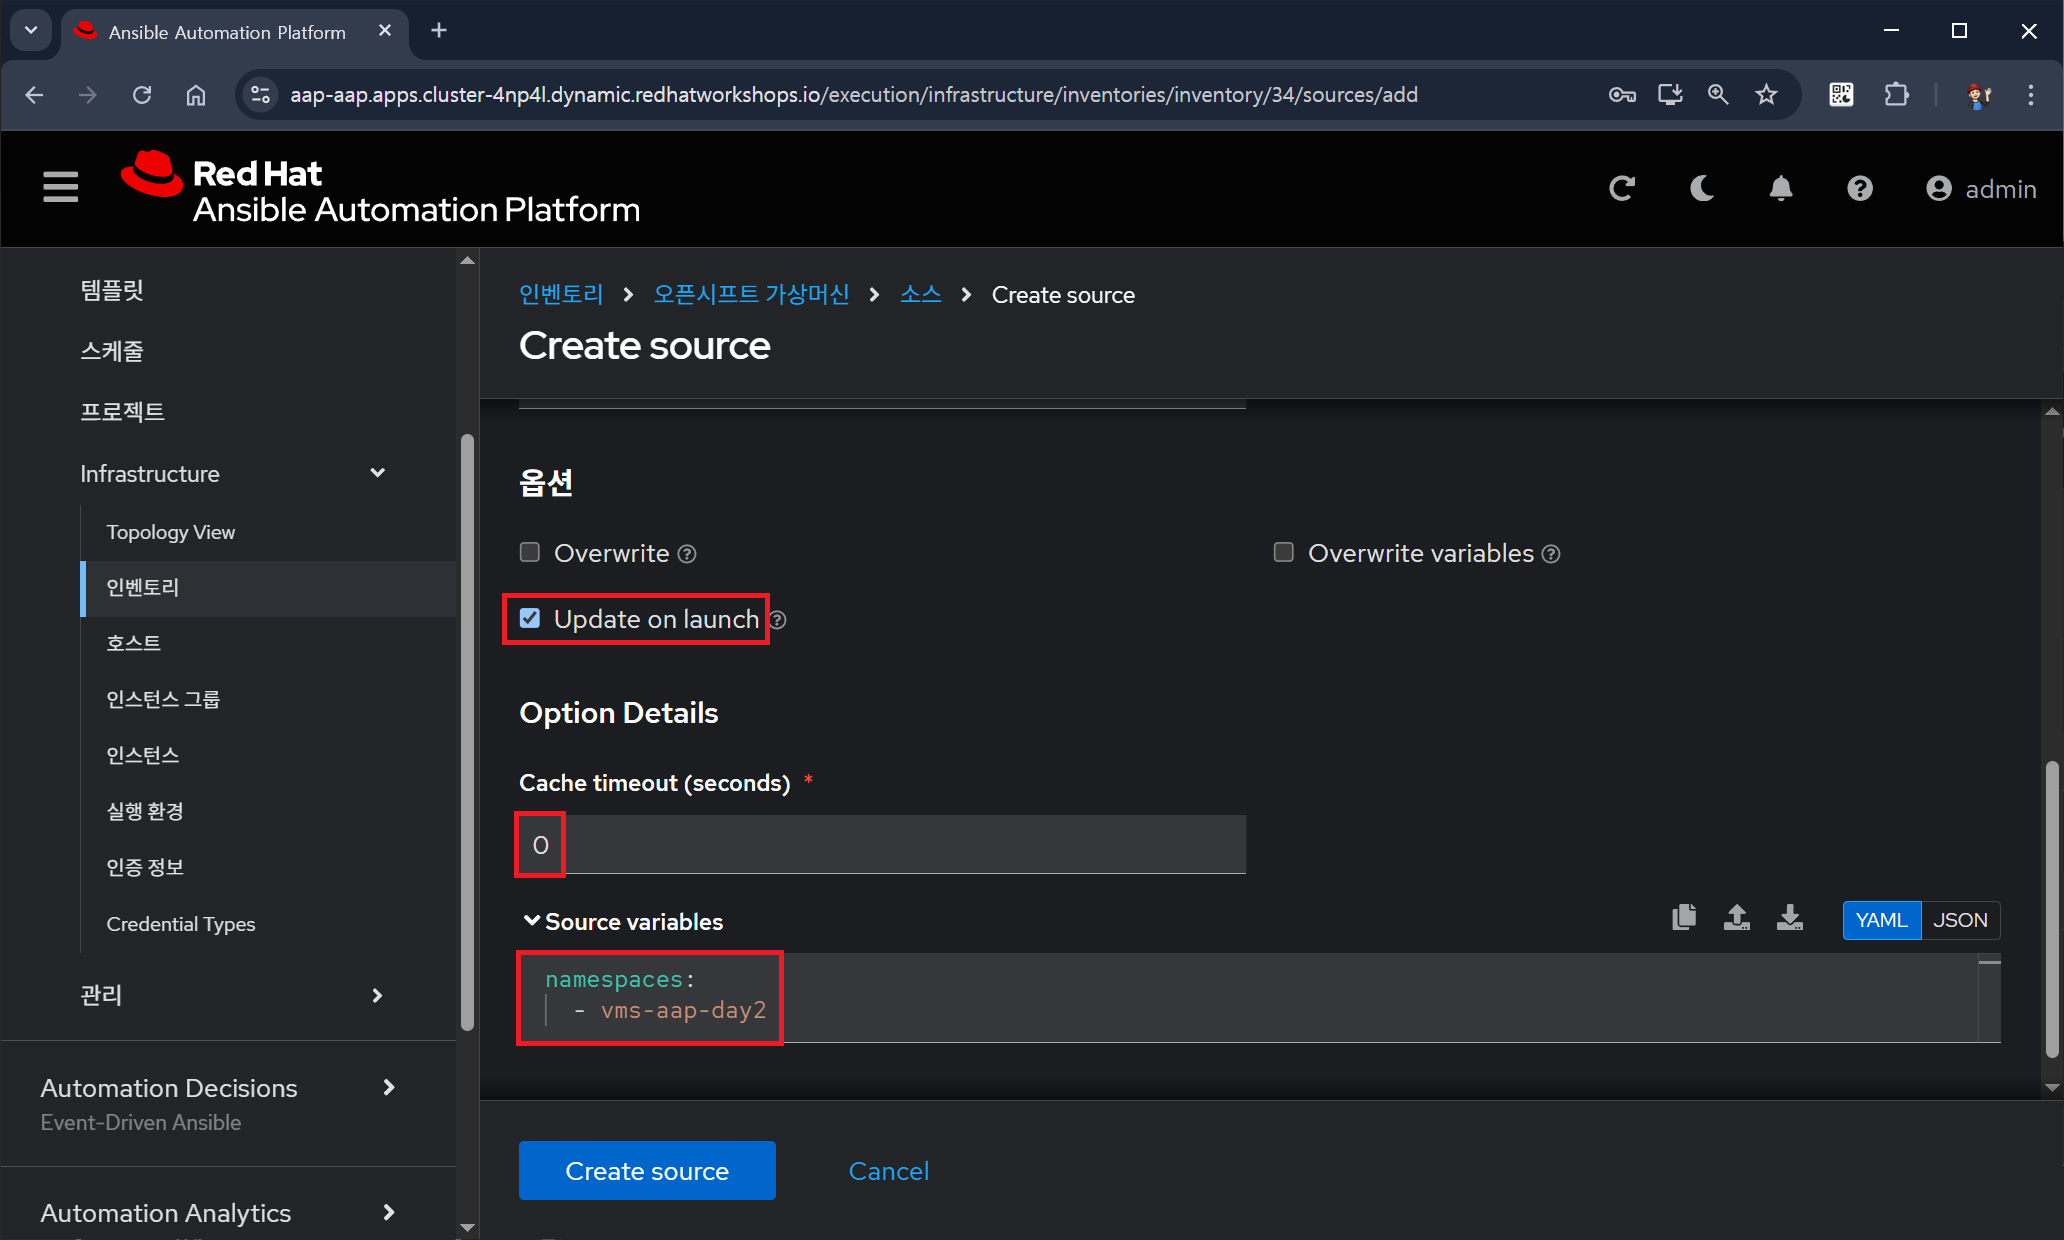 Ansible Automation Platform
aap-aap.apps.cluster-4np4l.dynamic.redhatworkshops.io/execution/infrastructure/inventories/inventory/34/sources/add
Red Hat
Ansible Automation Platform
admin
템플릿
스케줄
프로젝트
Infrastructure
Topology View
인벤토리
호스트
인스턴스 그룹
인스턴스
실행 환경
인증 정보
Credential Types
관리
Automation Decisions
Event-Driven Ansible
Automation Analytics
인벤토리 오픈시프트 가상머신 소스 Create source
Create source
옵션
Overwrite
Overwrite variables
Update on launch
Option Details
Cache timeout (seconds) *
0
Source variables
YAML JSON
namespaces:
- vms-aap-day2
Create source
Cancel